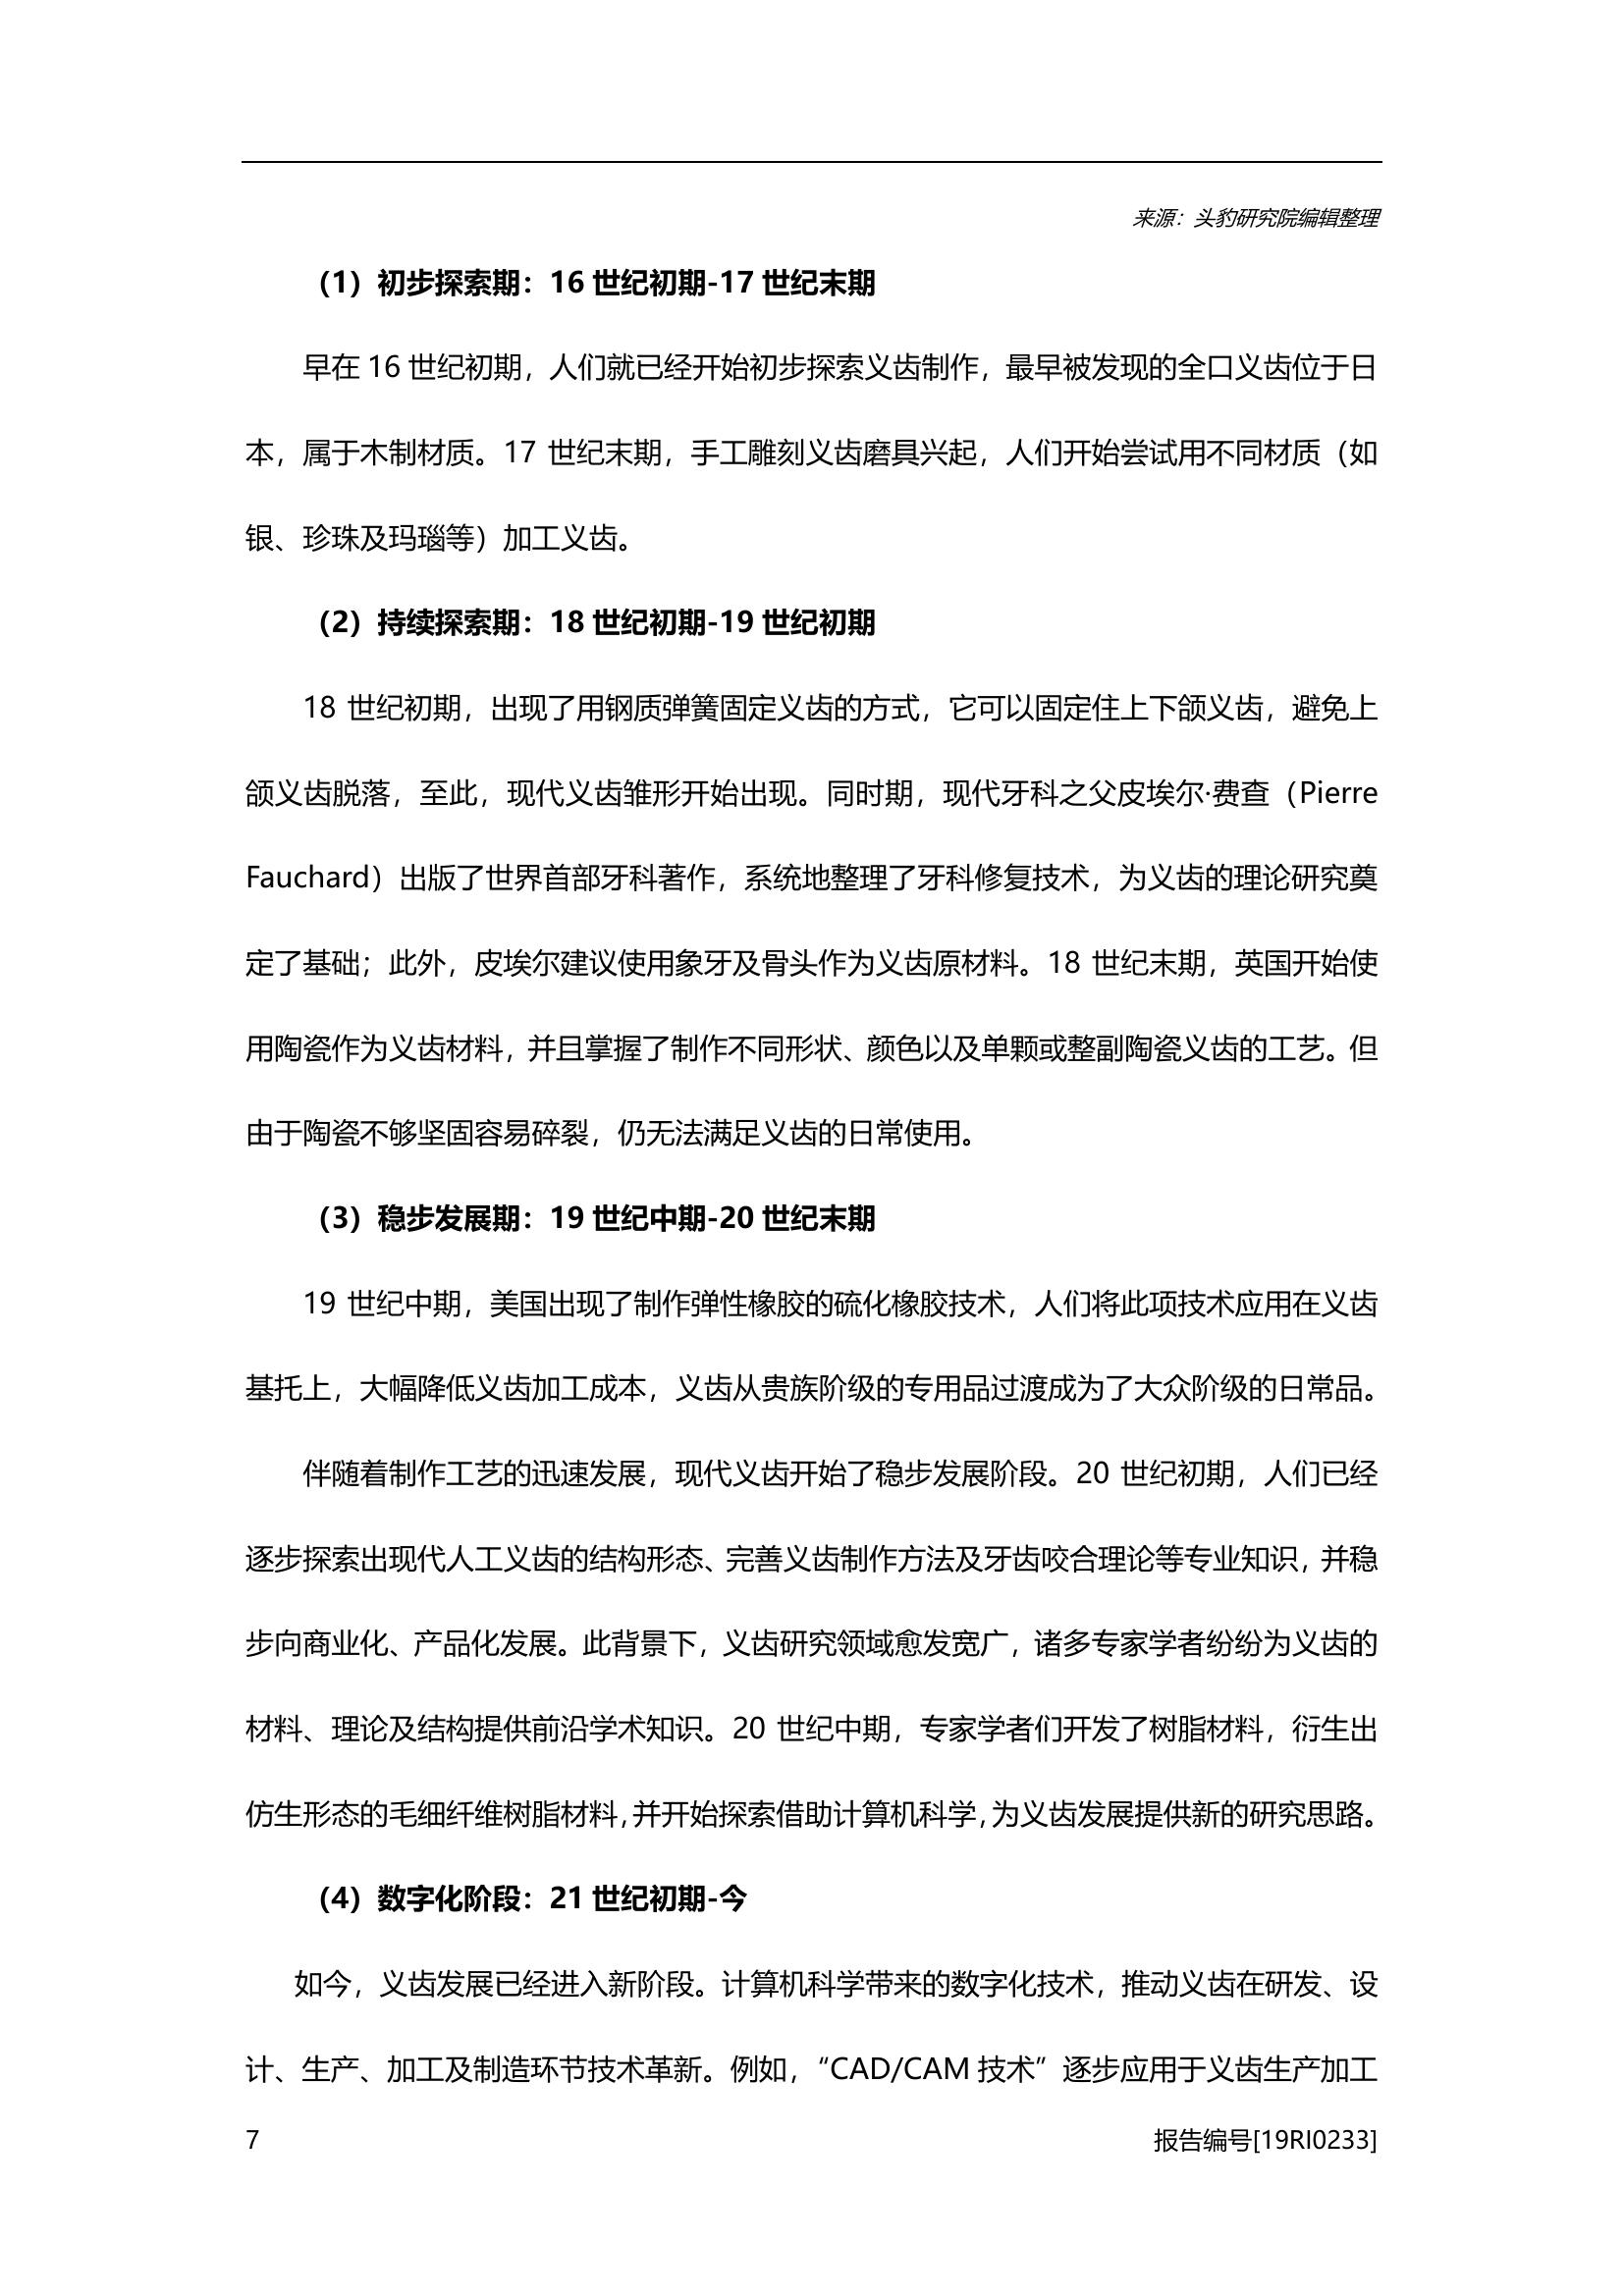 来源：头豹研究院编辑整理
（1）初步探索期：16 世纪初期-17 世纪末期
早在 16 世纪初期，人们就已经开始初步探索义齿制作，最早被发现的全口义齿位于日
本，属于木制材质。17 世纪末期，手工雕刻义齿磨具兴起，人们开始尝试用不同材质（如
银、珍珠及玛瑙等）加工义齿。
（2）持续探索期：18 世纪初期-19 世纪初期
18 世纪初期，出现了用钢质弹簧固定义齿的方式，它可以固定住上下颌义齿，避免上
颌义齿脱落，至此，现代义齿雏形开始出现。同时期，现代牙科之父皮埃尔·费查（Pierre
Fauchard）出版了世界首部牙科著作，系统地整理了牙科修复技术，为义齿的理论研究奠
定了基础；此外，皮埃尔建议使用象牙及骨头作为义齿原材料。18 世纪末期，英国开始使
用陶瓷作为义齿材料，并且掌握了制作不同形状、颜色以及单颗或整副陶瓷义齿的工艺。但
由于陶瓷不够坚固容易碎裂，仍无法满足义齿的日常使用。
（3）稳步发展期：19 世纪中期-20 世纪末期
19 世纪中期，美国出现了制作弹性橡胶的硫化橡胶技术，人们将此项技术应用在义齿
基托上，大幅降低义齿加工成本，义齿从贵族阶级的专用品过渡成为了大众阶级的日常品。
伴随着制作工艺的迅速发展，现代义齿开始了稳步发展阶段。20 世纪初期，人们已经
逐步探索出现代人工义齿的结构形态、完善义齿制作方法及牙齿咬合理论等专业知识，并稳
步向商业化、产品化发展。此背景下，义齿研究领域愈发宽广，诸多专家学者纷纷为义齿的
材料、理论及结构提供前沿学术知识。20 世纪中期，专家学者们开发了树脂材料，衍生出
仿生形态的毛细纤维树脂材料，并开始探索借助计算机科学，为义齿发展提供新的研究思路。
（4）数字化阶段：21 世纪初期-今
如今，义齿发展已经进入新阶段。计算机科学带来的数字化技术，推动义齿在研发、设
计、生产、加工及制造环节技术革新。例如，“CAD/CAM 技术”逐步应用于义齿生产加工
7
报告编号[19RI0233]